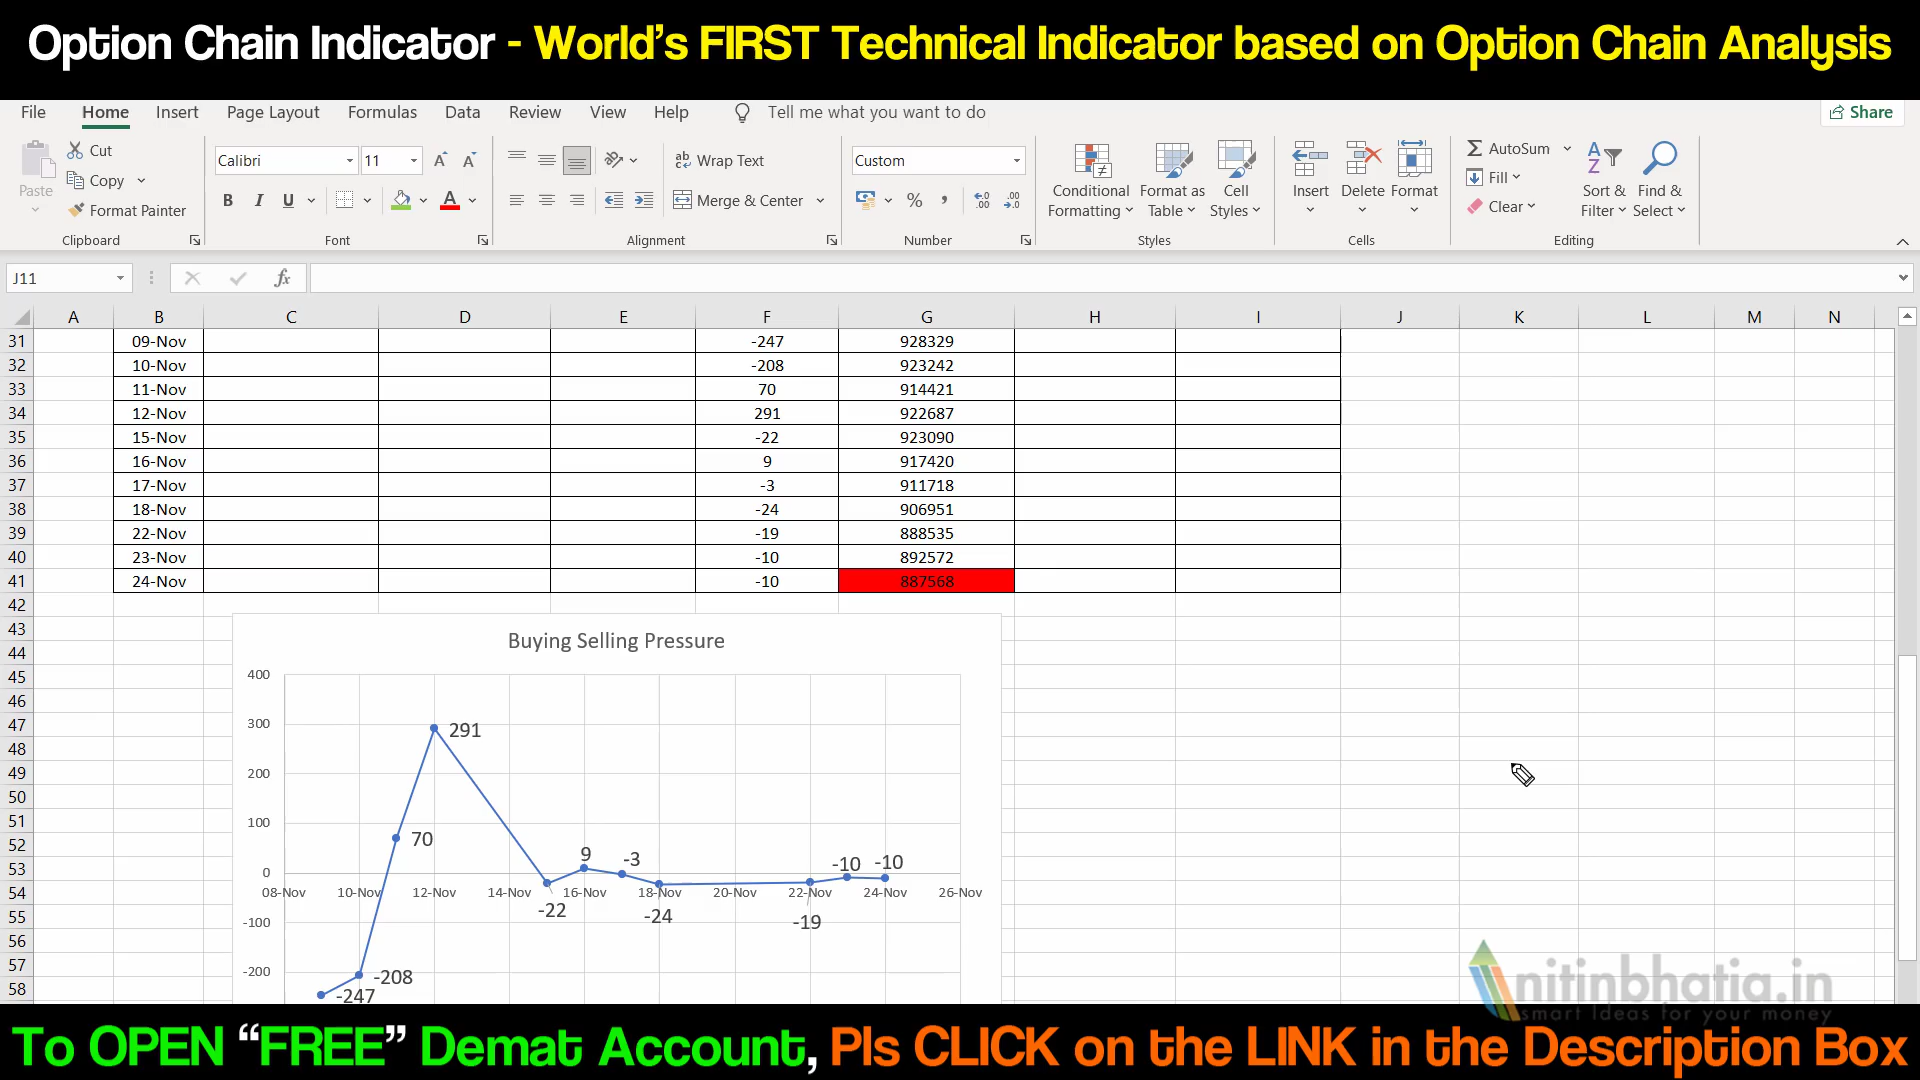 Option Chain Indicator - World's FIRST Technical Indicator based on Option Chain Analysis
File Home Insert Page Layout Formulas Data Review View Help Tell me what you want to do Share
Paste
Cut
Copy
Format Painter
Clipboard
Calibri 11
B I U A
Font
Wrap Text
Merge & Center
Alignment
Custom
% ,
Number
Conditional Formatting
Format as Table
Cell Styles
Styles
Insert
Delete
Format
Cells
AutoSum
Fill
Clear
Sort & Filter
Find & Select
Editing
J11 fx
A B C D E F G H I J K L M N
31 09-Nov -247 928329
32 10-Nov -208 923242
33 11-Nov 70 914421
34 12-Nov 291 922687
35 15-Nov -22 923090
36 16-Nov 9 917420
37 17-Nov -3 911718
38 18-Nov -24 906951
39 22-Nov -19 888535
40 23-Nov -10 892572
41 24-Nov -10 887568
42
43
44
45
46
47
48
49
50
51
52
53
54
55
56
57
58
Buying Selling Pressure
400
300
200
100
0
-100
-200
291
70
9
-3
-10
-10
08-Nov 10-Nov 12-Nov 14-Nov 16-Nov 18-Nov 20-Nov 22-Nov 24-Nov 26-Nov
-22
-24
-19
-208
-247
nitinbhatia.in
smart Ideas for your money
To OPEN “FREE” Demat Account, Pls CLICK on the LINK in the Description Box